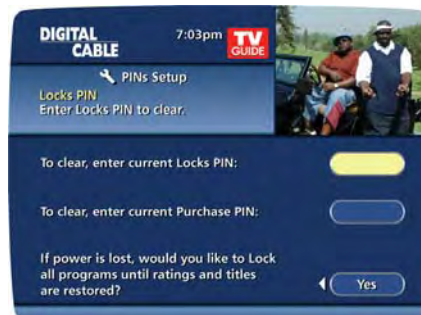 DIGITAL
CABLE
7:03pm
TV
GUIDE
PINs Setup
Locks PIN
Enter Locks PIN to clear.
To clear, enter current Locks PIN:
To clear, enter current Purchase PIN:
If power is lost, would you like to Lock
all programs until ratings and titles
are restored?
Yes